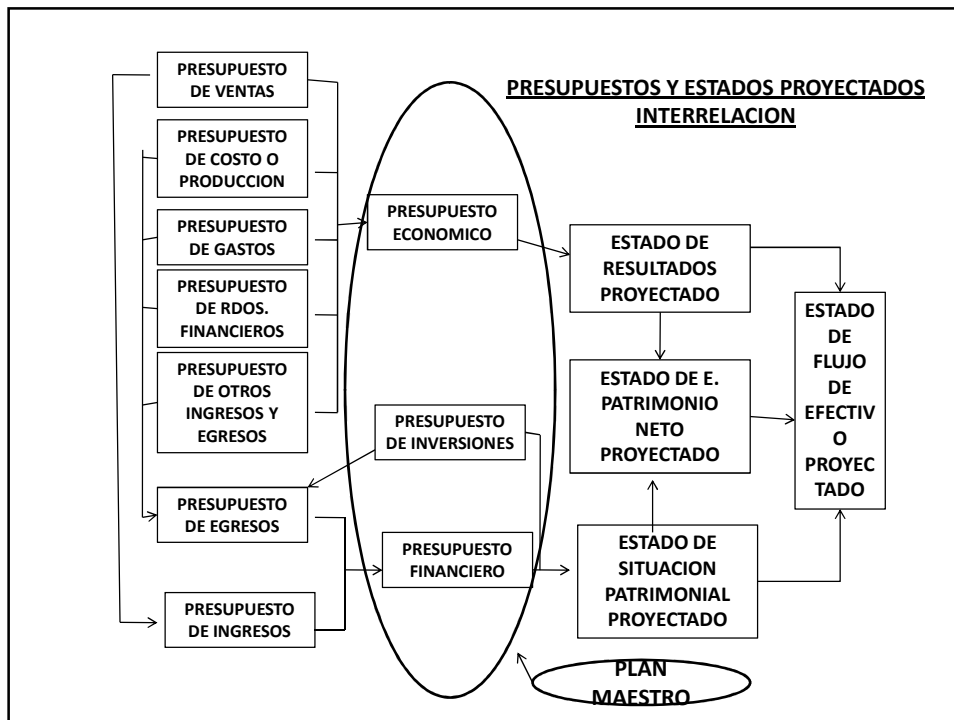 PRESUPUESTOS Y ESTADOS PROYECTADOS
INTERRELACION
PRESUPUESTO
DE VENTAS
PRESUPUESTO
DE COSTO O
PRODUCCION
PRESUPUESTO
DE GASTOS
PRESUPUESTO
DE RDOS.
FINANCIEROS
PRESUPUESTO
DE OTROS
INGRESOS Y
EGRESOS
PRESUPUESTO
DE EGRESOS
PRESUPUESTO
DE INGRESOS
PRESUPUESTO
ECONOMICO
PRESUPUESTO
DE INVERSIONES
PRESUPUESTO
FINANCIERO
ESTADO DE
RESULTADOS
PROYECTADO
ESTADO DE E.
PATRIMONIO
NETO
PROYECTADO
ESTADO DE
SITUACION
PATRIMONIAL
PROYECTADO
ESTADO
DE
FLUJO
DE
EFECTIV
O
PROYEC
TADO
PLAN
MAESTRO